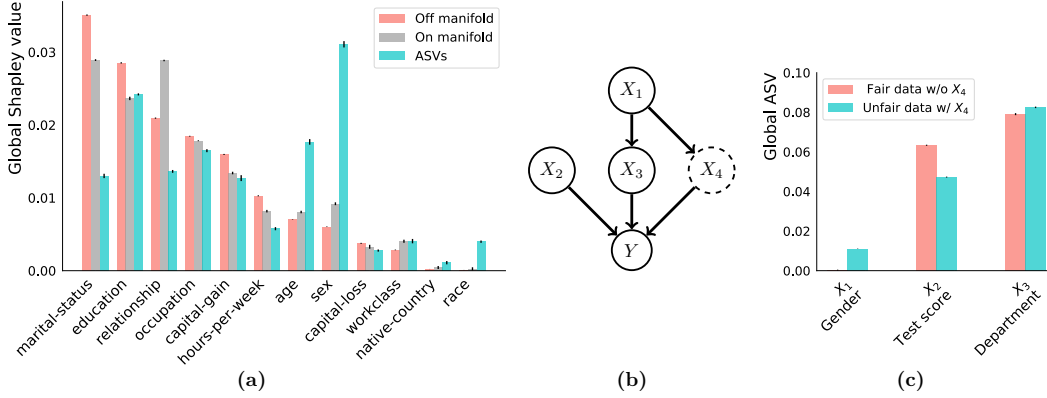 Global Shapley value
0.03
0.02
0.01
0.00
Off manifold
On manifold
ASVs
marital-status
education
relationship
occupation
capital-gain
hours-per-week
age
sex
capital-loss
workclass
native-country
race
(a)
X₁
X₂
X₃
X₄
Y
(b)
Global ASV
0.10
0.08
0.06
0.04
0.02
0.00
Fair data w/o X₄
Unfair data w/ X₄
X₁
Gender
X₂
Test score
X₃
Department
(c)